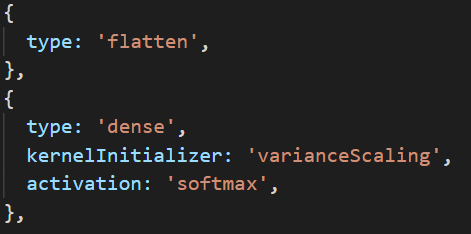 {
  type: 'flatten',
},
{
  type: 'dense',
  kernelInitializer: 'varianceScaling',
  activation: 'softmax',
},